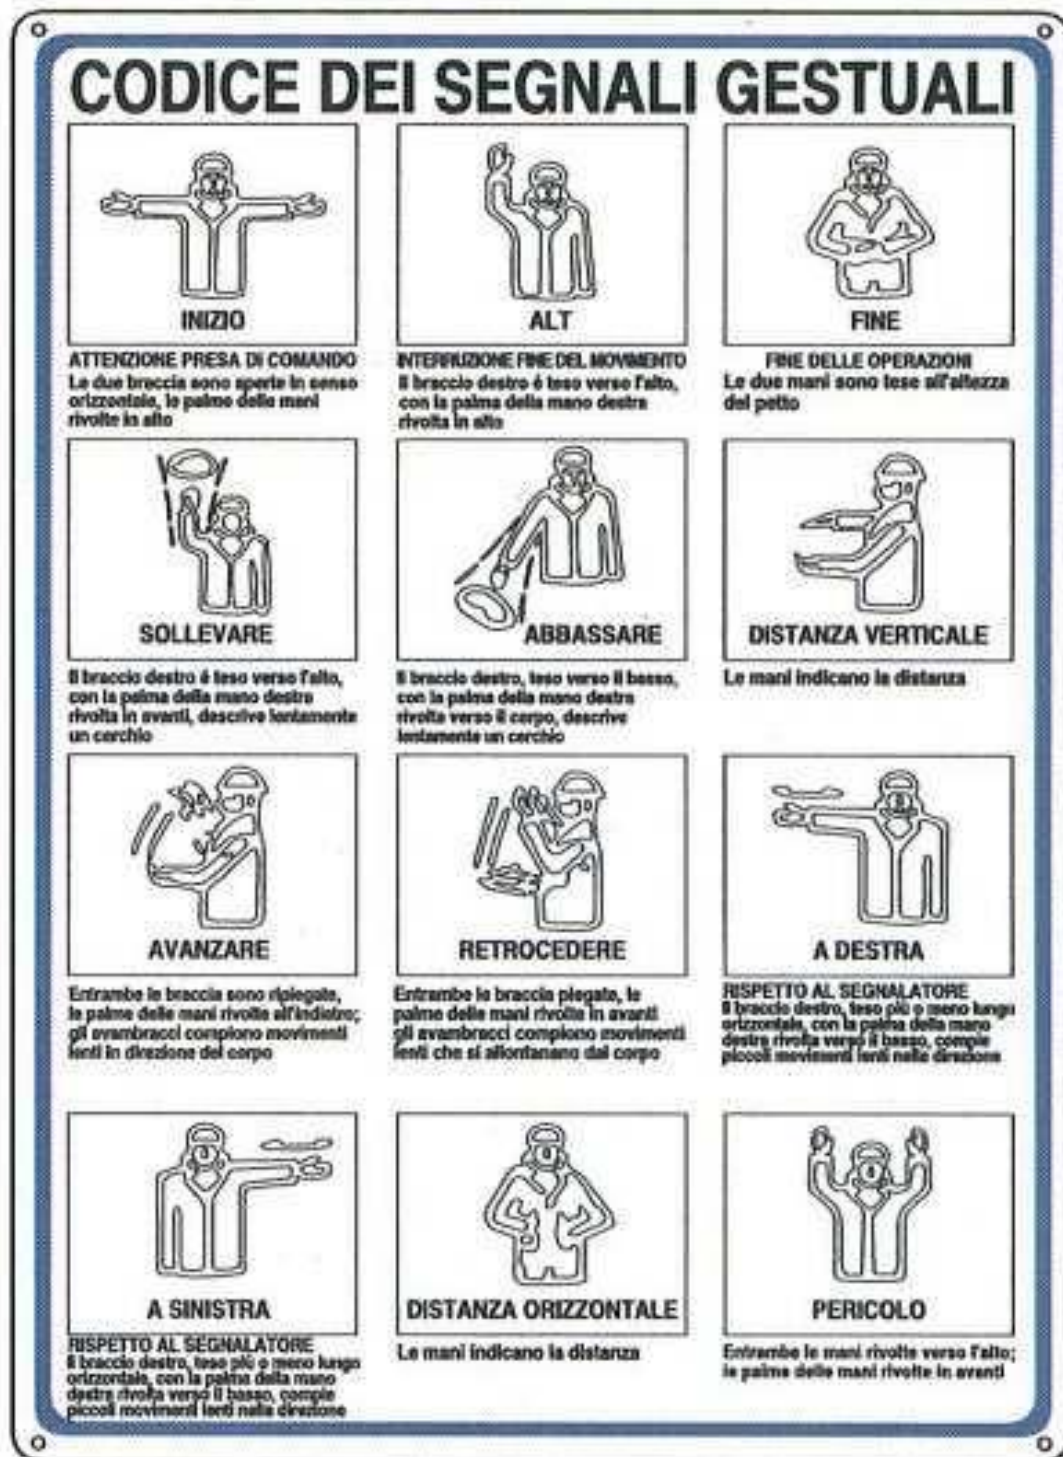 CODICE DEI SEGNALI GESTUALI
INIZIO
ATTENZIONE PRESA DI COMANDO
Le due braccia sono aperte in senso
orizzontale, le palme delle mani
rivolte in alto
ALT
INTERRUZIONE FINE DEL MOVIMENTO
Il braccio destro é teso verso l'alto,
con la palma della mano destra
rivolta in alto
FINE
FINE DELLE OPERAZIONI
Le due mani sono tese all'altezza
del petto
SOLLEVARE
Il braccio destro é teso verso l'alto,
con la palma della mano destra
rivolta in avanti, descrive lentamente
un cerchio
ABBASSARE
Il braccio destro, teso verso il basso,
con la palma della mano destra
rivolta verso il corpo, descrive
lentamente un cerchio
DISTANZA VERTICALE
Le mani indicano la distanza
AVANZARE
Entrambe le braccia sono ripiegate,
le palme delle mani rivolte all'indietro;
gli avambracci compiono movimenti
lenti in direzione del corpo
RETROCEDERE
Entrambe le braccia piegate, le
palme delle mani rivolte in avanti
gli avambracci compiono movimenti
lenti che si allontanano dal corpo
A DESTRA
RISPETTO AL SEGNALATORE
Il braccio destro, teso più o meno lungo
orizzontale, con la palma della mano
destra rivolta verso il basso, compie
piccoli movimenti lenti nella direzione
A SINISTRA
RISPETTO AL SEGNALATORE
Il braccio destro, teso più o meno lungo
orizzontale, con la palma della mano
destra rivolta verso il basso, compie
piccoli movimenti lenti nella direzione
DISTANZA ORIZZONTALE
Le mani indicano la distanza
PERICOLO
Entrambe le mani rivolte verso l'alto;
le palme delle mani rivolte in avanti